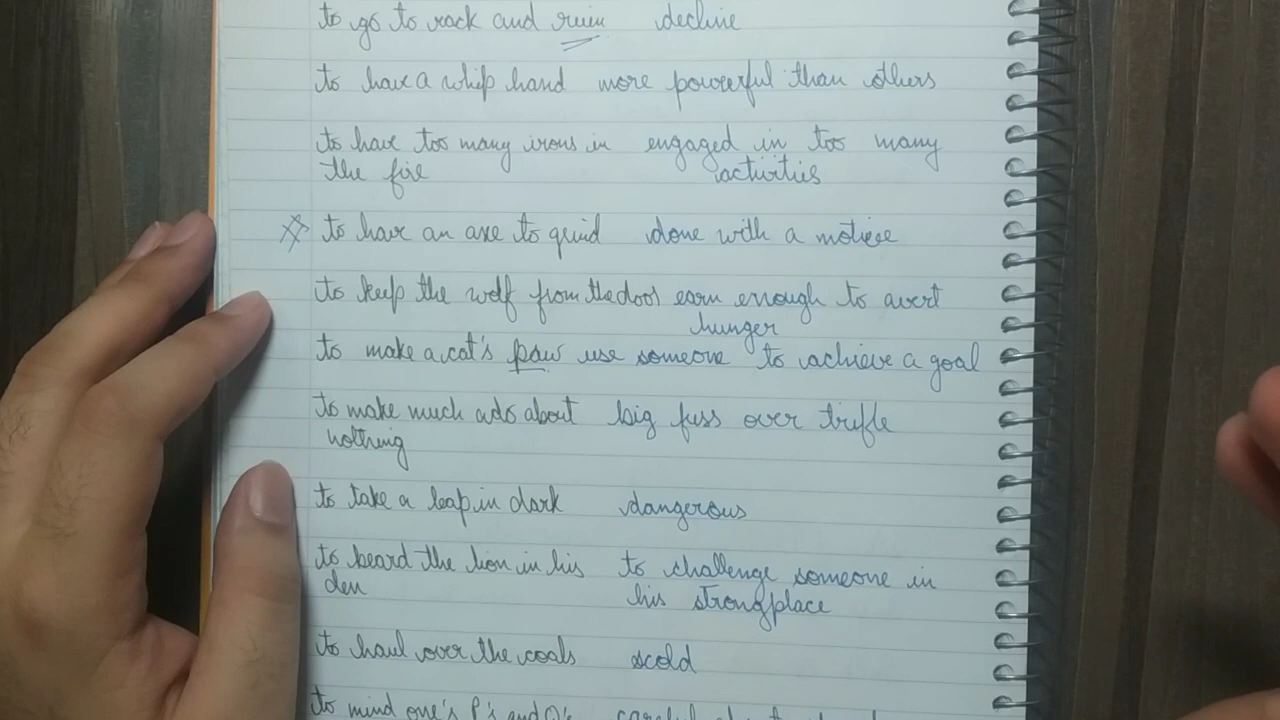 to go to rack and ruin decline
to have a whip hand more powerful than others
to have too many irons in engaged in too many
the fire activities
to have an axe to grind done with a motive
to keep the wolf from the door earn enough to avert
hunger
to make a cat's paw use someone to achieve a goal
to make much ado about big fuss over trifle
nothing
to take a leap in dark dangerous
to beard the lion in his to challenge someone in
den his strong place
to haul over the coals scold
to mind one's P's and Q's careful